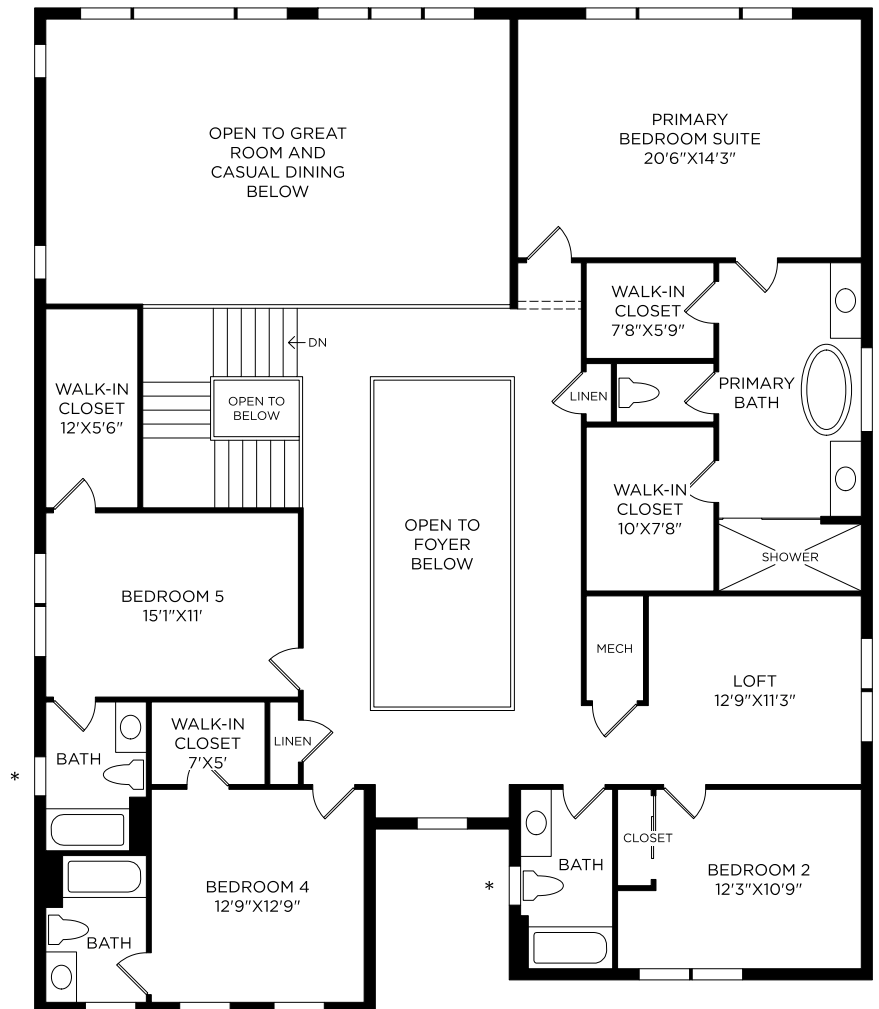 OPEN TO GREAT
ROOM AND
CASUAL DINING
BELOW
PRIMARY
BEDROOM SUITE
20'6"X14'3"
WALK-IN
CLOSET
7'8"X5'9"
DN
WALK-IN
CLOSET
12'X5'6"
OPEN TO
BELOW
LINEN
PRIMARY
BATH
WALK-IN
CLOSET
10'X7'8"
OPEN TO
FOYER
BELOW
SHOWER
BEDROOM 5
15'1"X11'
MECH
LOFT
12'9"X11'3"
WALK-IN
CLOSET
7'X5'
LINEN
BATH
*
CLOSET
BATH
BEDROOM 2
12'3"X10'9"
*
BEDROOM 4
12'9"X12'9"
BATH